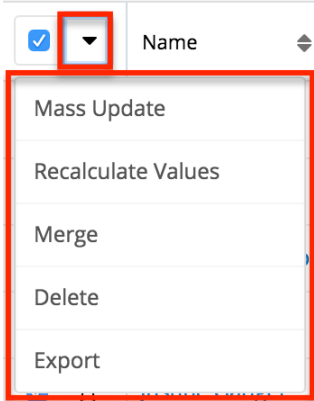 Name
Mass Update
Recalculate Values
Merge
Delete
Export